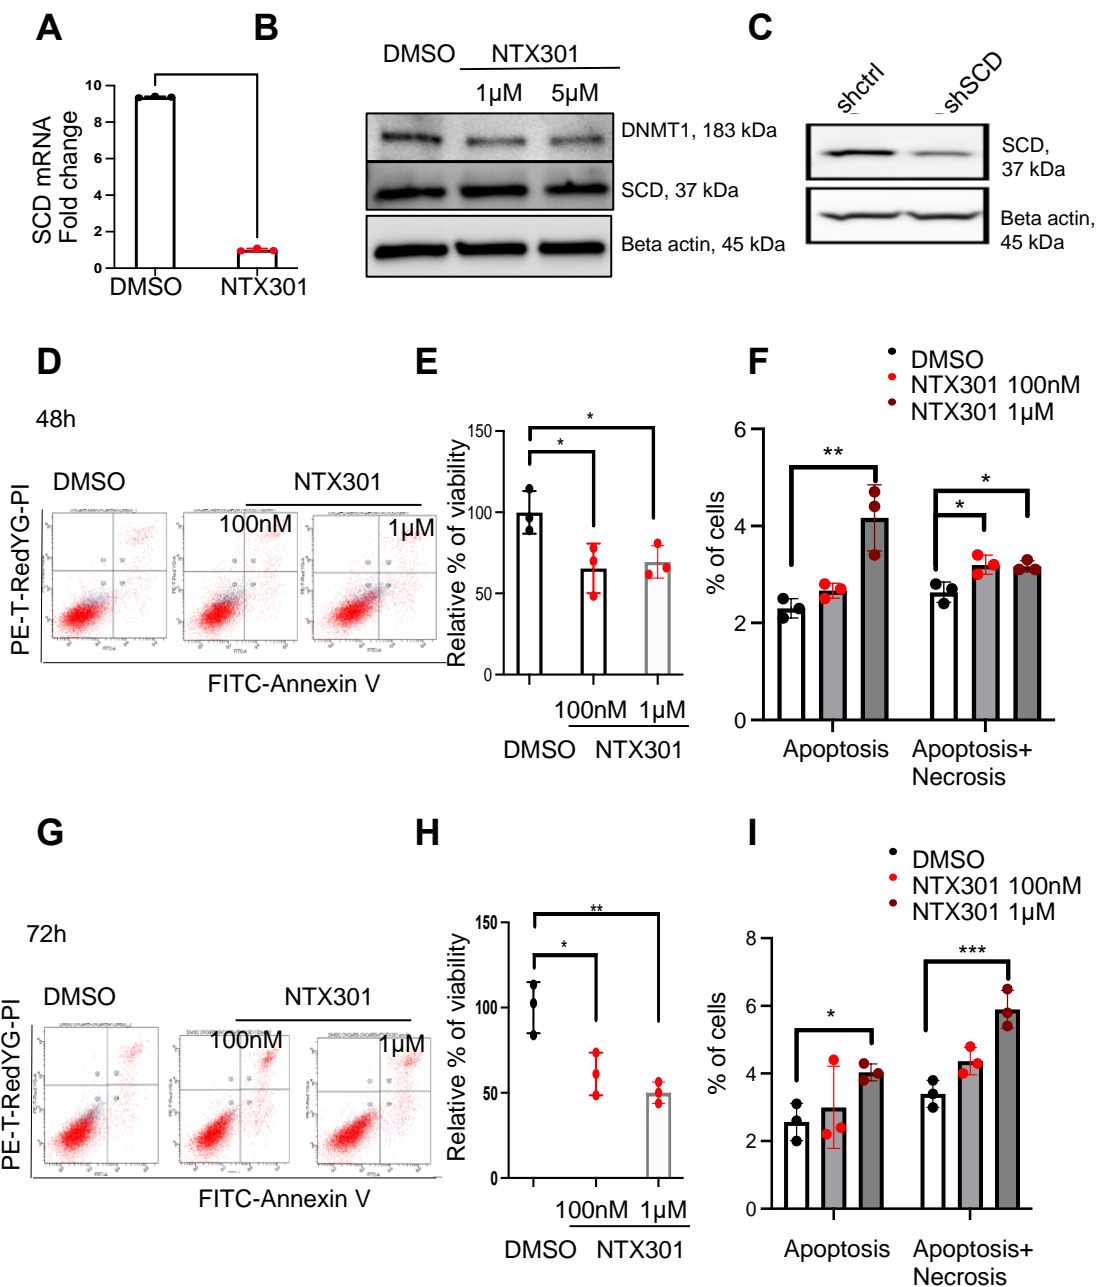 A
B
C
SCD mRNA
Fold change
10
8
6
4
2
0
DMSO
NTX301
DMSO
NTX301
1µM
5µM
DNMT1, 183 kDa
SCD, 37 kDa
Beta actin, 45 kDa
shctrl
shSCD
SCD,
37 kDa
Beta actin,
45 kDa
D
48h
DMSO
NTX301
100nM
1µM
PE-T-RedYG-PI
FITC-Annexin V
E
Relative % of viability
150
100
50
0
*
*
100nM
1µM
DMSO
NTX301
F
DMSO
NTX301 100nM
NTX301 1µM
% of cells
6
4
2
0
**
*
*
Apoptosis
Apoptosis+
Necrosis
G
72h
DMSO
NTX301
100nM
1µM
PE-T-RedYG-PI
FITC-Annexin V
H
Relative % of viability
150
100
50
0
**
*
100nM
1µM
DMSO
NTX301
I
DMSO
NTX301 100nM
NTX301 1µM
% of cells
8
6
4
2
0
*
***
Apoptosis
Apoptosis+
Necrosis